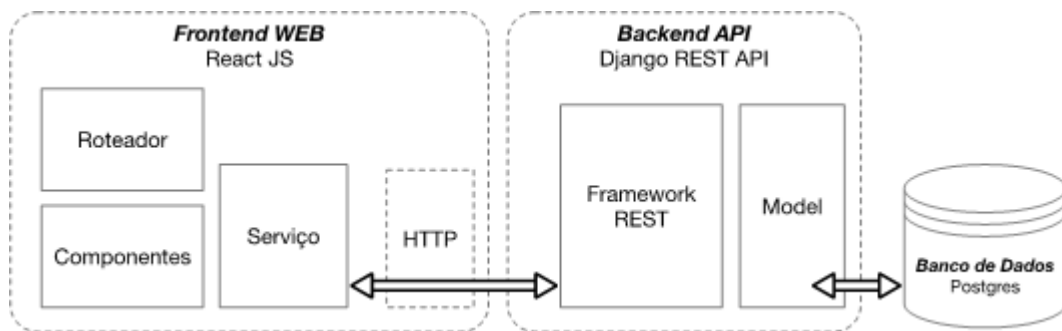 Frontend WEB
React JS
Roteador
Componentes
Serviço
HTTP
Backend API
Django REST API
Framework
REST
Model
Banco de Dados
Postgres